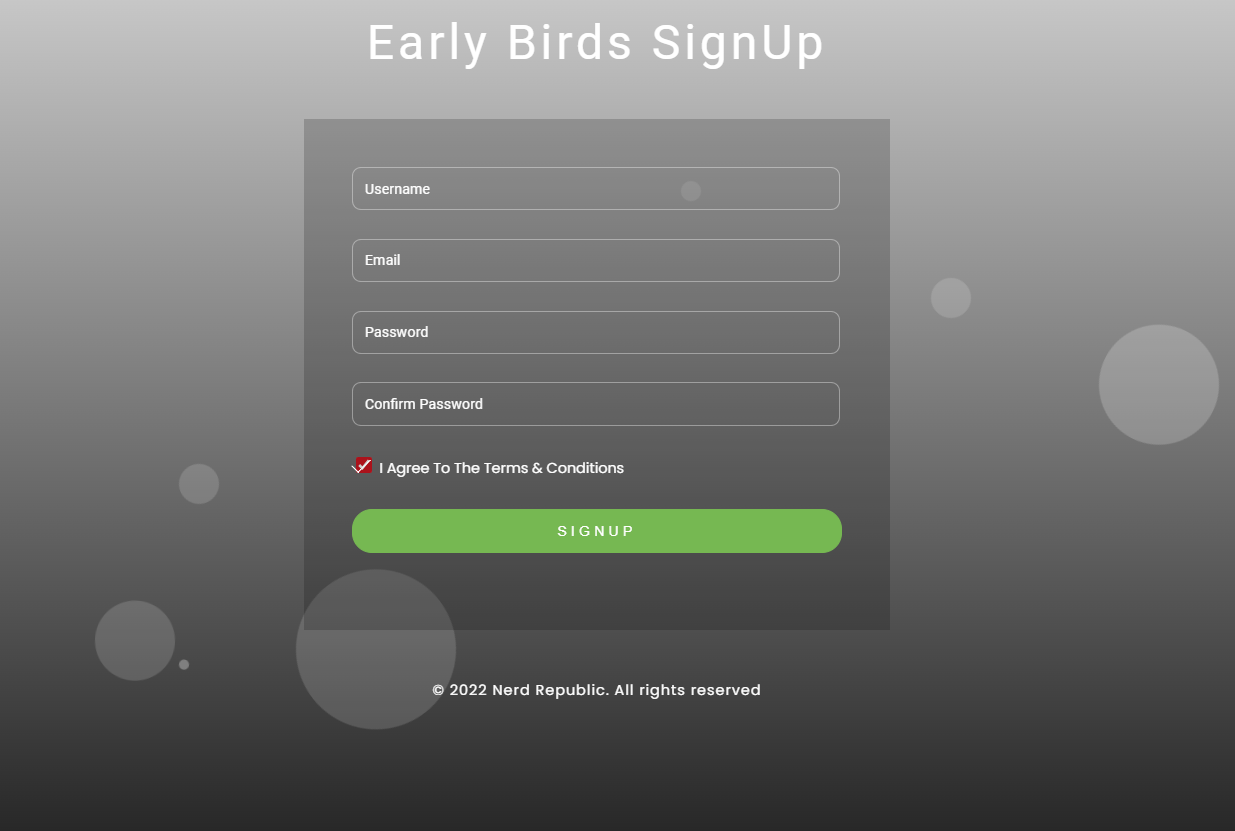 Early Birds SignUp
Username
Email
Password
Confirm Password
I Agree To The Terms & Conditions
SIGNUP
© 2022 Nerd Republic. All rights reserved